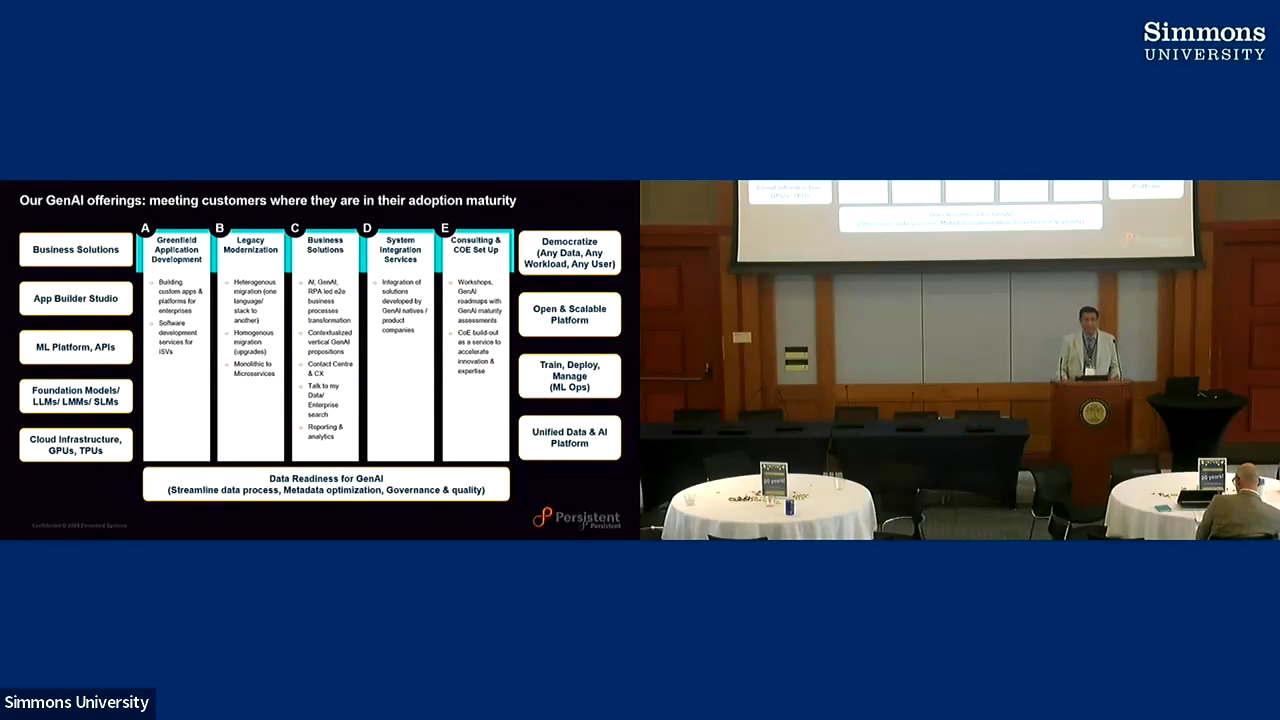 Simmons
UNIVERSITY
Our GenAI offerings: meeting customers where they are in their adoption maturity
Business Solutions
App Builder Studio
ML Platform, APIs
Foundation Models/
LLMs/ LMMs/ SLMs
Cloud Infrastructure,
GPUs, TPUs
A
Greenfield
Application
Development
Building
custom apps &
platforms for
enterprises
Software
development
services for
ISVs
B
Legacy
Modernization
Heterogenous
migration (one
language/
stack to
another)
Homogenous
migration
(upgrades)
Monolithic to
Microservices
C
Business
Solutions
AI, GenAI,
RPA led e2e
business
processes
transformation
Contextualized
vertical GenAI
propositions
Contact Centre
& CX
Talk to my
Data/
Enterprise
search
Reporting &
analytics
D
System
Integration
Services
Integration of
solutions
developed by
GenAI natives /
product
companies
E
Consulting &
COE Set Up
Workshops,
GenAI
roadmaps with
GenAI maturity
assessments
CoE build-out
as a service to
accelerate
innovation &
expertise
Democratize
(Any Data, Any
Workload, Any User)
Open & Scalable
Platform
Train, Deploy,
Manage
(ML Ops)
Unified Data & AI
Platform
Data Readiness for GenAI
(Streamline data process, Metadata optimization, Governance & quality)
Persistent
Persistent
20 years!
20 years!
Simmons University